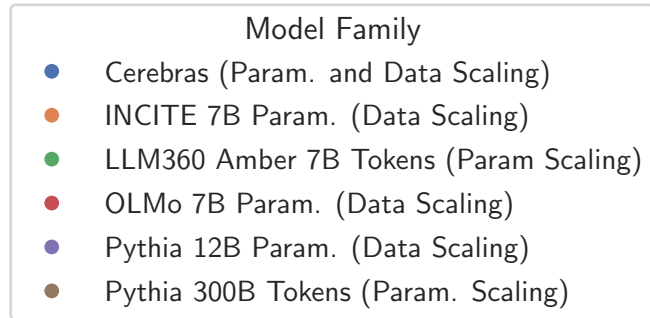 Model Family
Cerebras (Param. and Data Scaling)
INCITE 7B Param. (Data Scaling)
LLM360 Amber 7B Tokens (Param Scaling)
OLMo 7B Param. (Data Scaling)
Pythia 12B Param. (Data Scaling)
Pythia 300B Tokens (Param. Scaling)